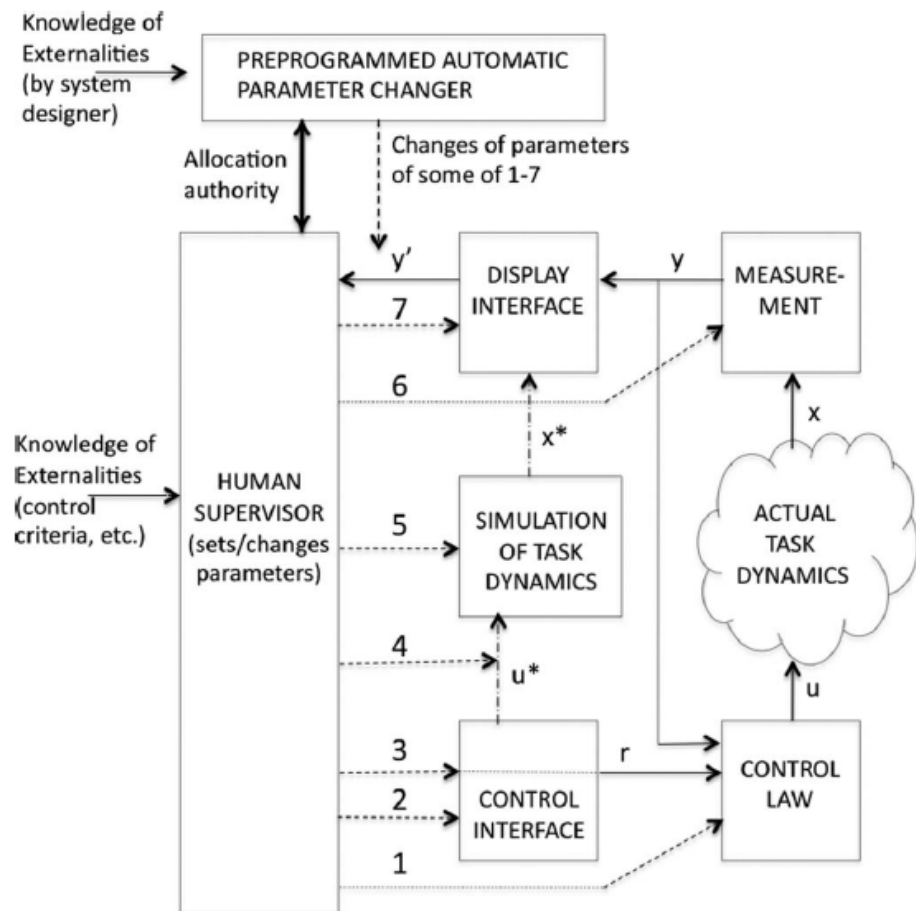 Knowledge of
Externalities
(by system
designer)
PREPROGRAMMED AUTOMATIC
PARAMETER CHANGER
Allocation
authority
Changes of parameters
of some of 1-7
y’
DISPLAY
INTERFACE
y
MEASURE-
MENT
7
6
x*
x
Knowledge of
Externalities
(control
criteria, etc.)
HUMAN
SUPERVISOR
(sets/changes
parameters)
5
SIMULATION
OF TASK
DYNAMICS
ACTUAL
TASK
DYNAMICS
4
u*
u
3
2
CONTROL
INTERFACE
r
CONTROL
LAW
1